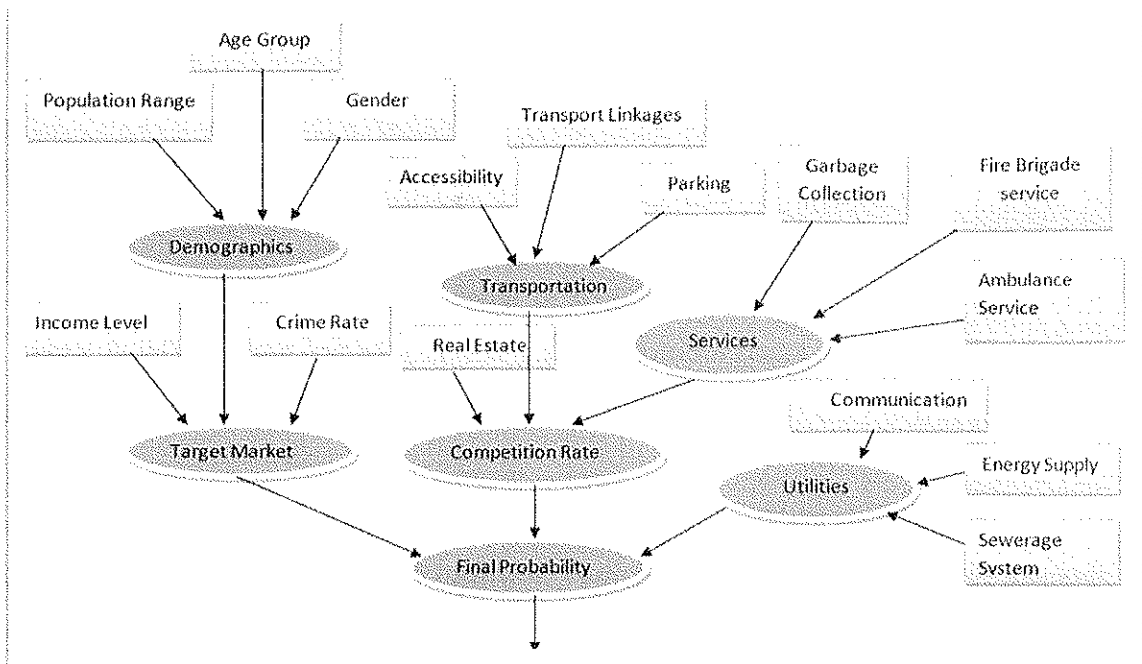 Age Group
Population Range
Gender
Transport Linkages
Accessibility
Parking
Garbage
Collection
Fire Brigade
service
Demographics
Transportation
Ambulance
Service
Income Level
Crime Rate
Real Estate
Services
Communication
Target Market
Competition Rate
Energy Supply
Utilities
Sewerage
System
Final Probability